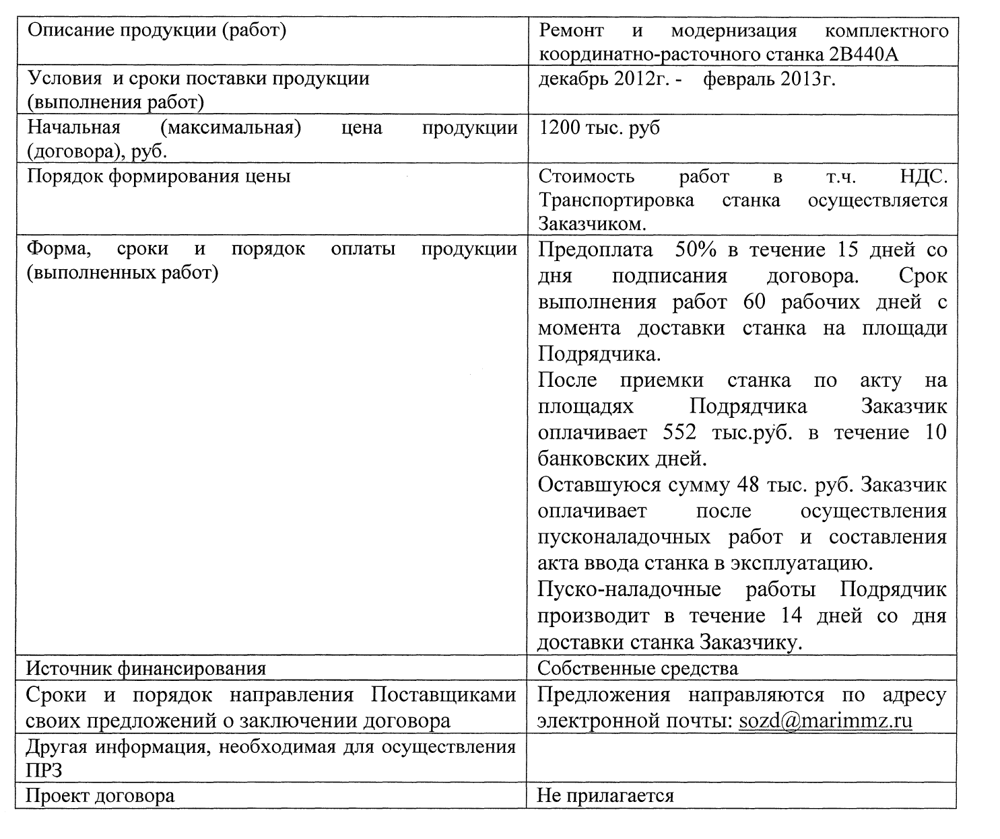 Описание продукции (работ)
Ремонт и модернизация комплектного
координатно-расточного станка 2В440А
Условия и сроки поставки продукции
(выполнения работ)
декабрь 2012г. - февраль 2013г.
Начальная (максимальная) цена продукции
(договора), руб.
1200 тыс. руб
Порядок формирования цены
Стоимость работ в т.ч. НДС.
Транспортировка станка осуществляется
Заказчиком.
Форма, сроки и порядок оплаты продукции
(выполненных работ)
Предоплата 50% в течение 15 дней со
дня подписания договора. Срок
выполнения работ 60 рабочих дней с
момента доставки станка на площади
Подрядчика.
После приемки станка по акту на
площадях Подрядчика Заказчик
оплачивает 552 тыс.руб. в течение 10
банковских дней.
Оставшуюся сумму 48 тыс. руб. Заказчик
оплачивает после осуществления
пусконаладочных работ и составления
акта ввода станка в эксплуатацию.
Пуско-наладочные работы Подрядчик
производит в течение 14 дней со дня
доставки станка Заказчику.
Источник финансирования
Собственные средства
Сроки и порядок направления Поставщиками
своих предложений о заключении договора
Предложения направляются по адресу
электронной почты: sozd@marimmz.ru
Другая информация, необходимая для осуществления
ПРЗ
Проект договора
Не прилагается